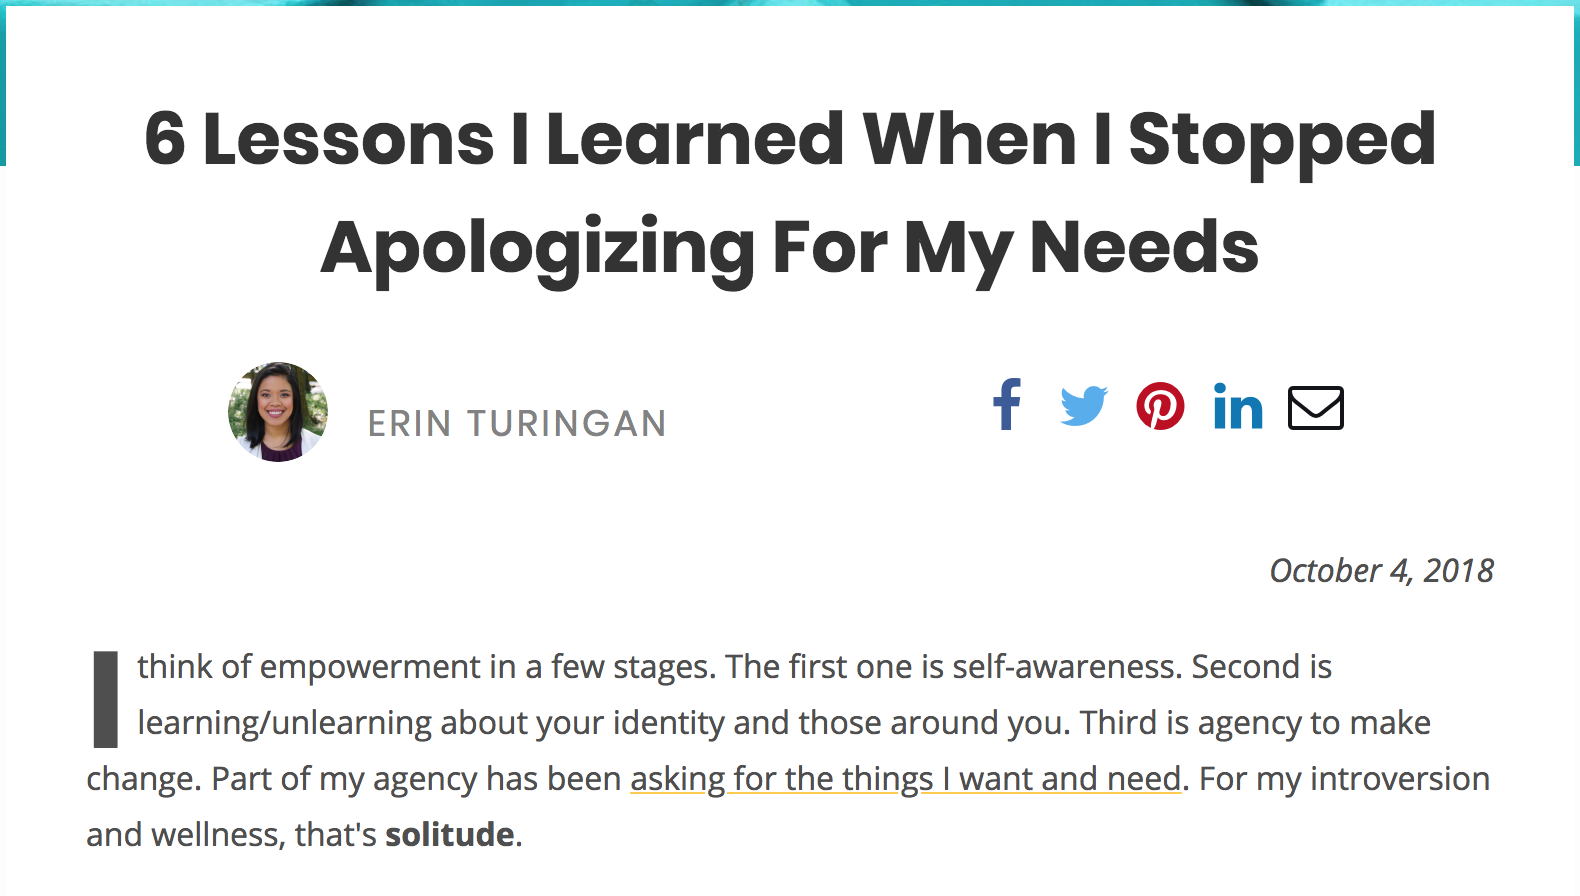 6 Lessons I Learned When I Stopped
Apologizing For My Needs
ERIN TURINGAN
October 4, 2018
I think of empowerment in a few stages. The first one is self-awareness. Second is
learning/unlearning about your identity and those around you. Third is agency to make
change. Part of my agency has been asking for the things I want and need. For my introversion
and wellness, that's solitude.